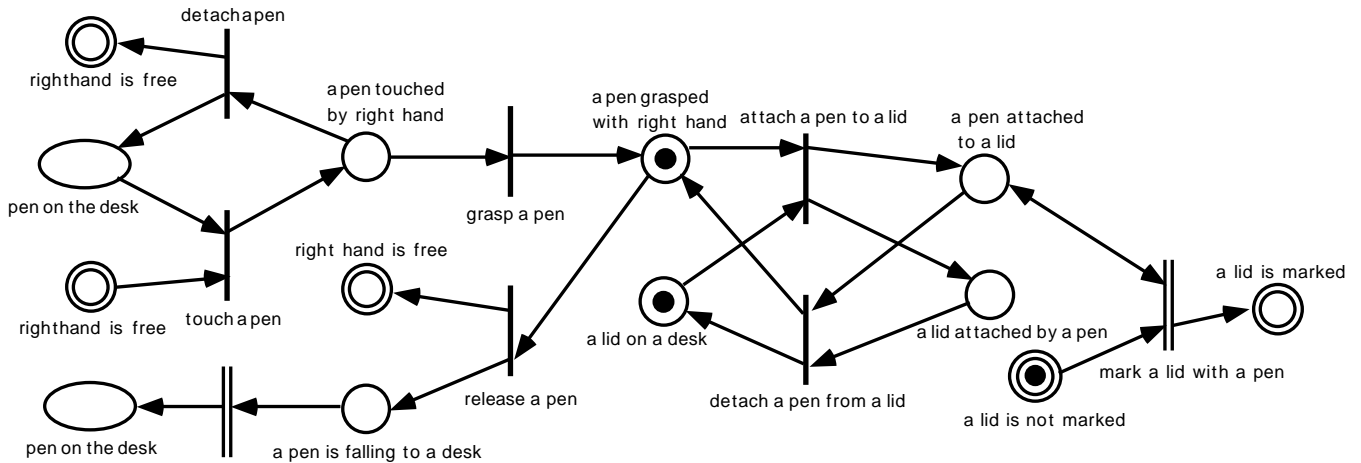 detach a pen
righthand is free
a pen touched
by right hand
a pen grasped
with right hand
attach a pen to a lid
a pen attached
to a lid
pen on the desk
grasp a pen
right hand is free
a lid is marked
righthand is free
touch a pen
a lid on a desk
a lid attached by a pen
mark a lid with a pen
release a pen
detach a pen from a lid
a lid is not marked
pen on the desk
a pen is falling to a desk